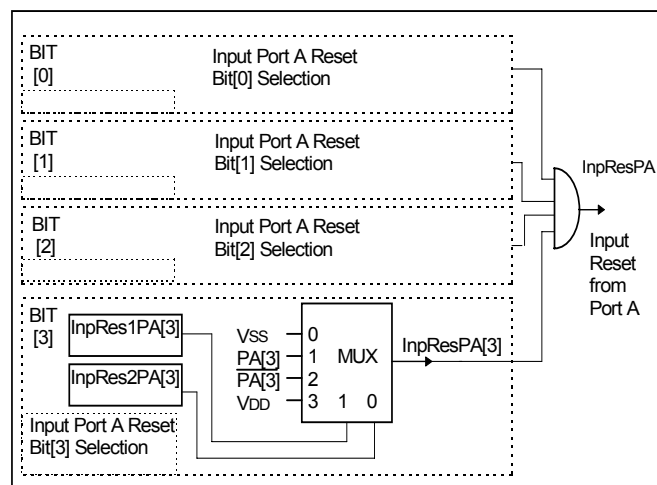 BIT
[0]
Input Port A Reset
Bit[0] Selection
BIT
[1]
Input Port A Reset
Bit[1] Selection
BIT
[2]
Input Port A Reset
Bit[2] Selection
InpResPA
Input
Reset
from
Port A
BIT
[3]
InpRes1PA[3]
InpRes2PA[3]
Input Port A Reset
Bit[3] Selection
VSS 0
PA[3] 1
PA[3] 2
VDD 3
MUX
1 0
InpResPA[3]